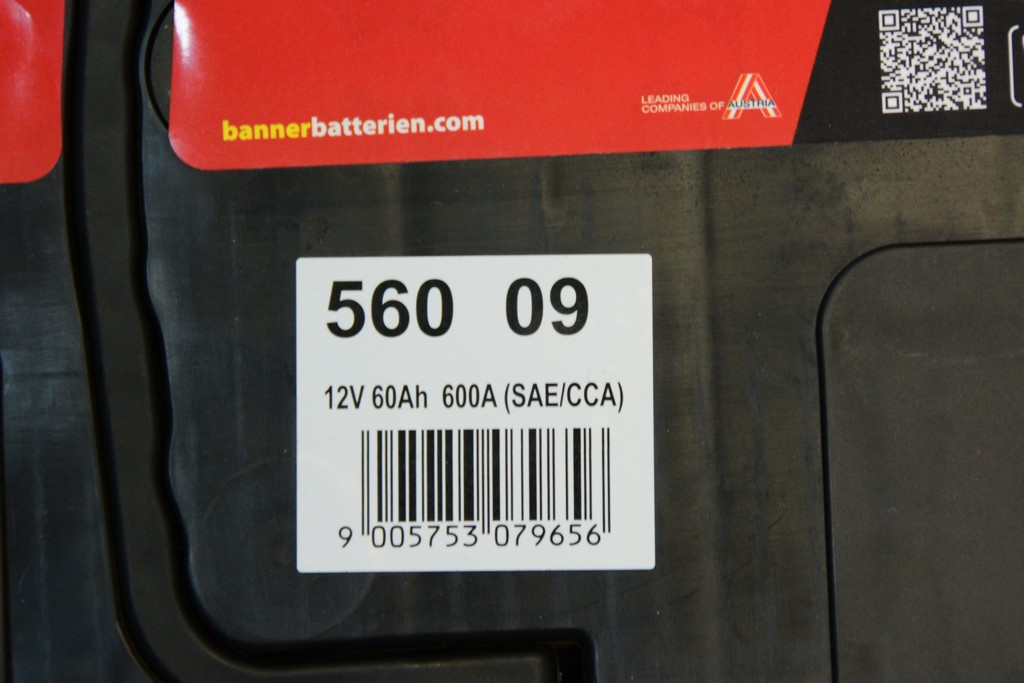 LEADING
COMPANIES OF AUSTRIA
bannerbatterien.com
560 09
12V 60Ah 600A (SAE/CCA)
9 005753 079656